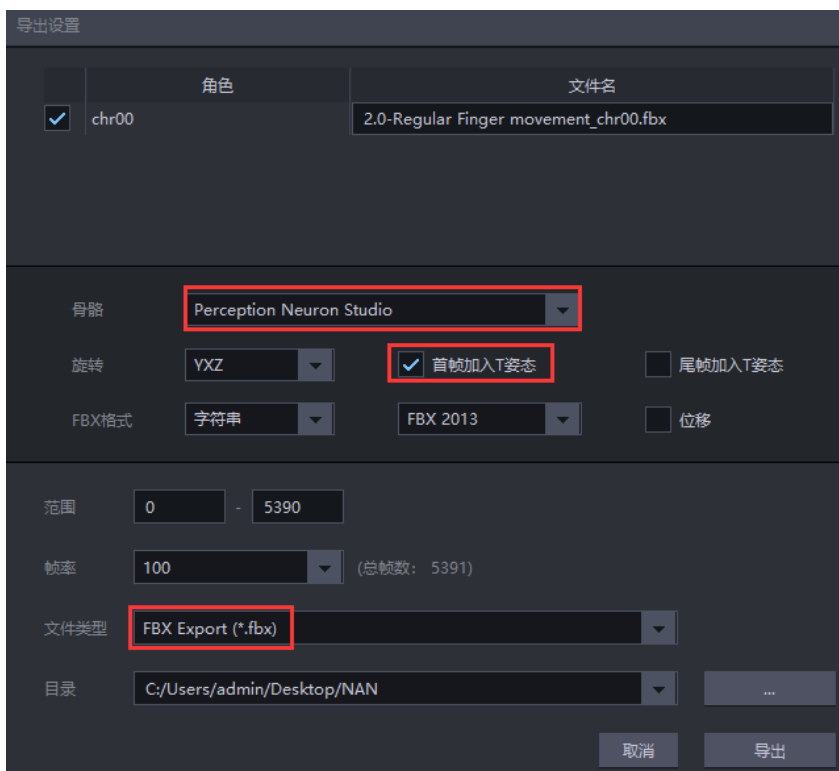 导出设置
角色 文件名
chr00 2.0-Regular Finger movement_chr00.fbx
骨骼 Perception Neuron Studio
旋转 YXZ 首帧加入T姿态 尾帧加入T姿态
FBX格式 字符串 FBX 2013 位移
范围 0 - 5390
帧率 100 (总帧数: 5391)
文件类型 FBX Export (*.fbx)
目录 C:/Users/admin/Desktop/NAN ...
取消 导出